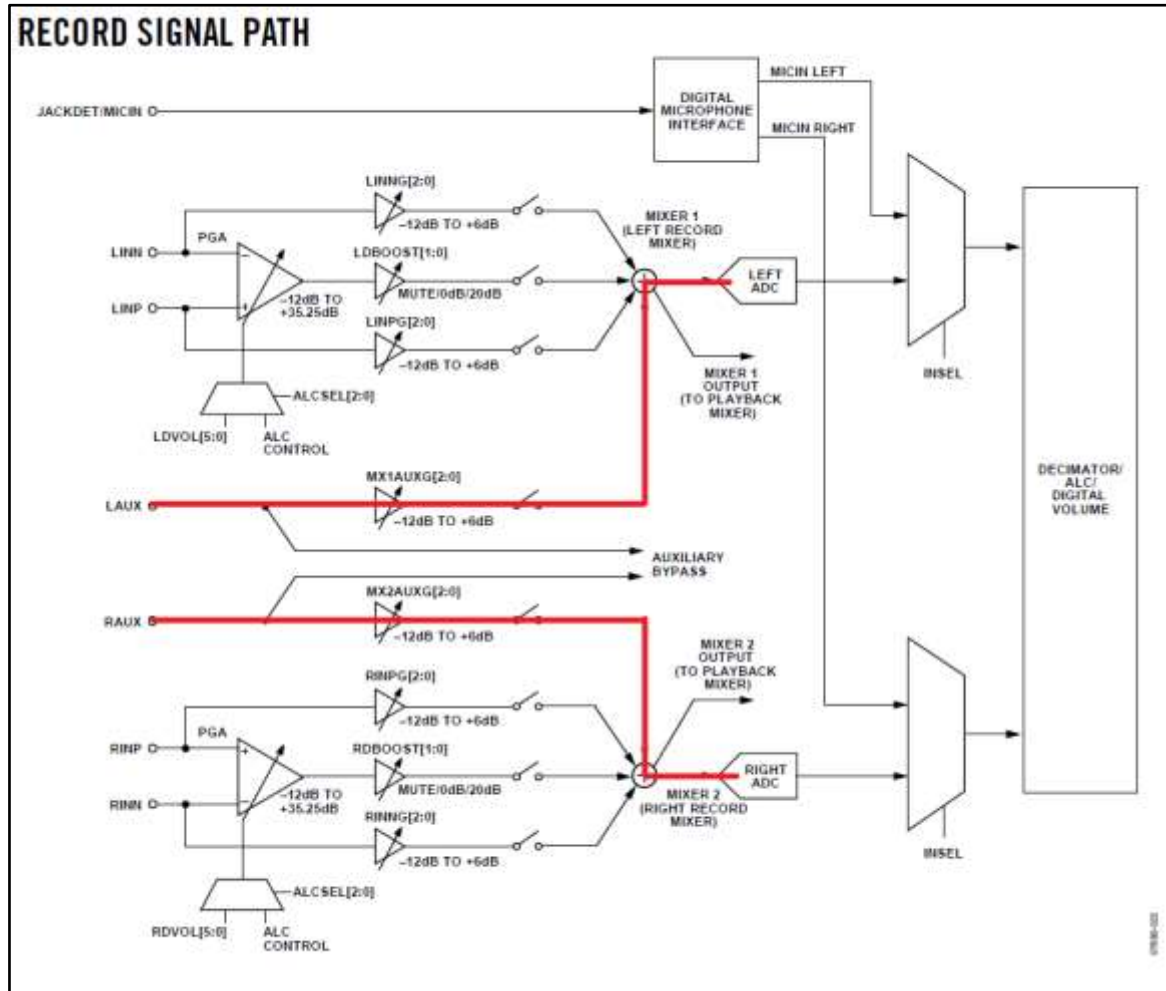 RECORD SIGNAL PATH
MICIN LEFT
JACKDET/MICIN
DIGITAL
MICROPHONE
INTERFACE
MICIN RIGHT
LINNG[2:0]
–12dB TO +6dB
MIXER 1
(LEFT RECORD
MIXER)
LINN
PGA
–
LDBOOST[1:0]
MUTE/0dB/20dB
LEFT
ADC
LINP
+
–12dB TO
+35.25dB
LINPG[2:0]
–12dB TO +6dB
ALCSEL[2:0]
LDVOL[5:0]
ALC
CONTROL
MIXER 1
OUTPUT
(TO PLAYBACK
MIXER)
INSEL
MX1AUXG[2:0]
LAUX
–12dB TO +6dB
AUXILIARY
BYPASS
DECIMATOR/
ALC/
DIGITAL
VOLUME
MX2AUXG[2:0]
RAUX
–12dB TO +6dB
MIXER 2
OUTPUT
(TO PLAYBACK
MIXER)
RINPG[2:0]
–12dB TO +6dB
RINP
PGA
+
RDBOOST[1:0]
MUTE/0dB/20dB
RIGHT
ADC
RINN
–
–12dB TO
+35.25dB
MIXER 2
(RIGHT RECORD
MIXER)
RINNG[2:0]
–12dB TO +6dB
INSEL
ALCSEL[2:0]
RDVOL[5:0]
ALC
CONTROL